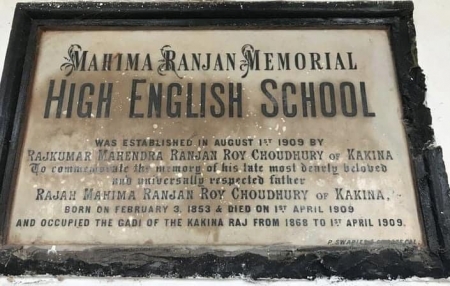 MAHIMA RANJAN MEMORIAL
HIGH ENGLISH SCHOOL
WAS ESTABLISHED IN AUGUST 1ST 1909 BY
RAJKUMAR MAHENDRA RANJAN ROY CHOUDHURY OF KAKINA
To commemorate the memory of his late most dearly beloved
and universally respected father
RAJAH MAHIMA RANJAN ROY CHOUDHURY OF KAKINA,
BORN ON FEBRUARY 3, 1853 & DIED ON 1ST APRIL 1909
AND OCCUPIED THE GADI OF THE KAKINA RAJ FROM 1868 TO 1ST APRIL 1909.